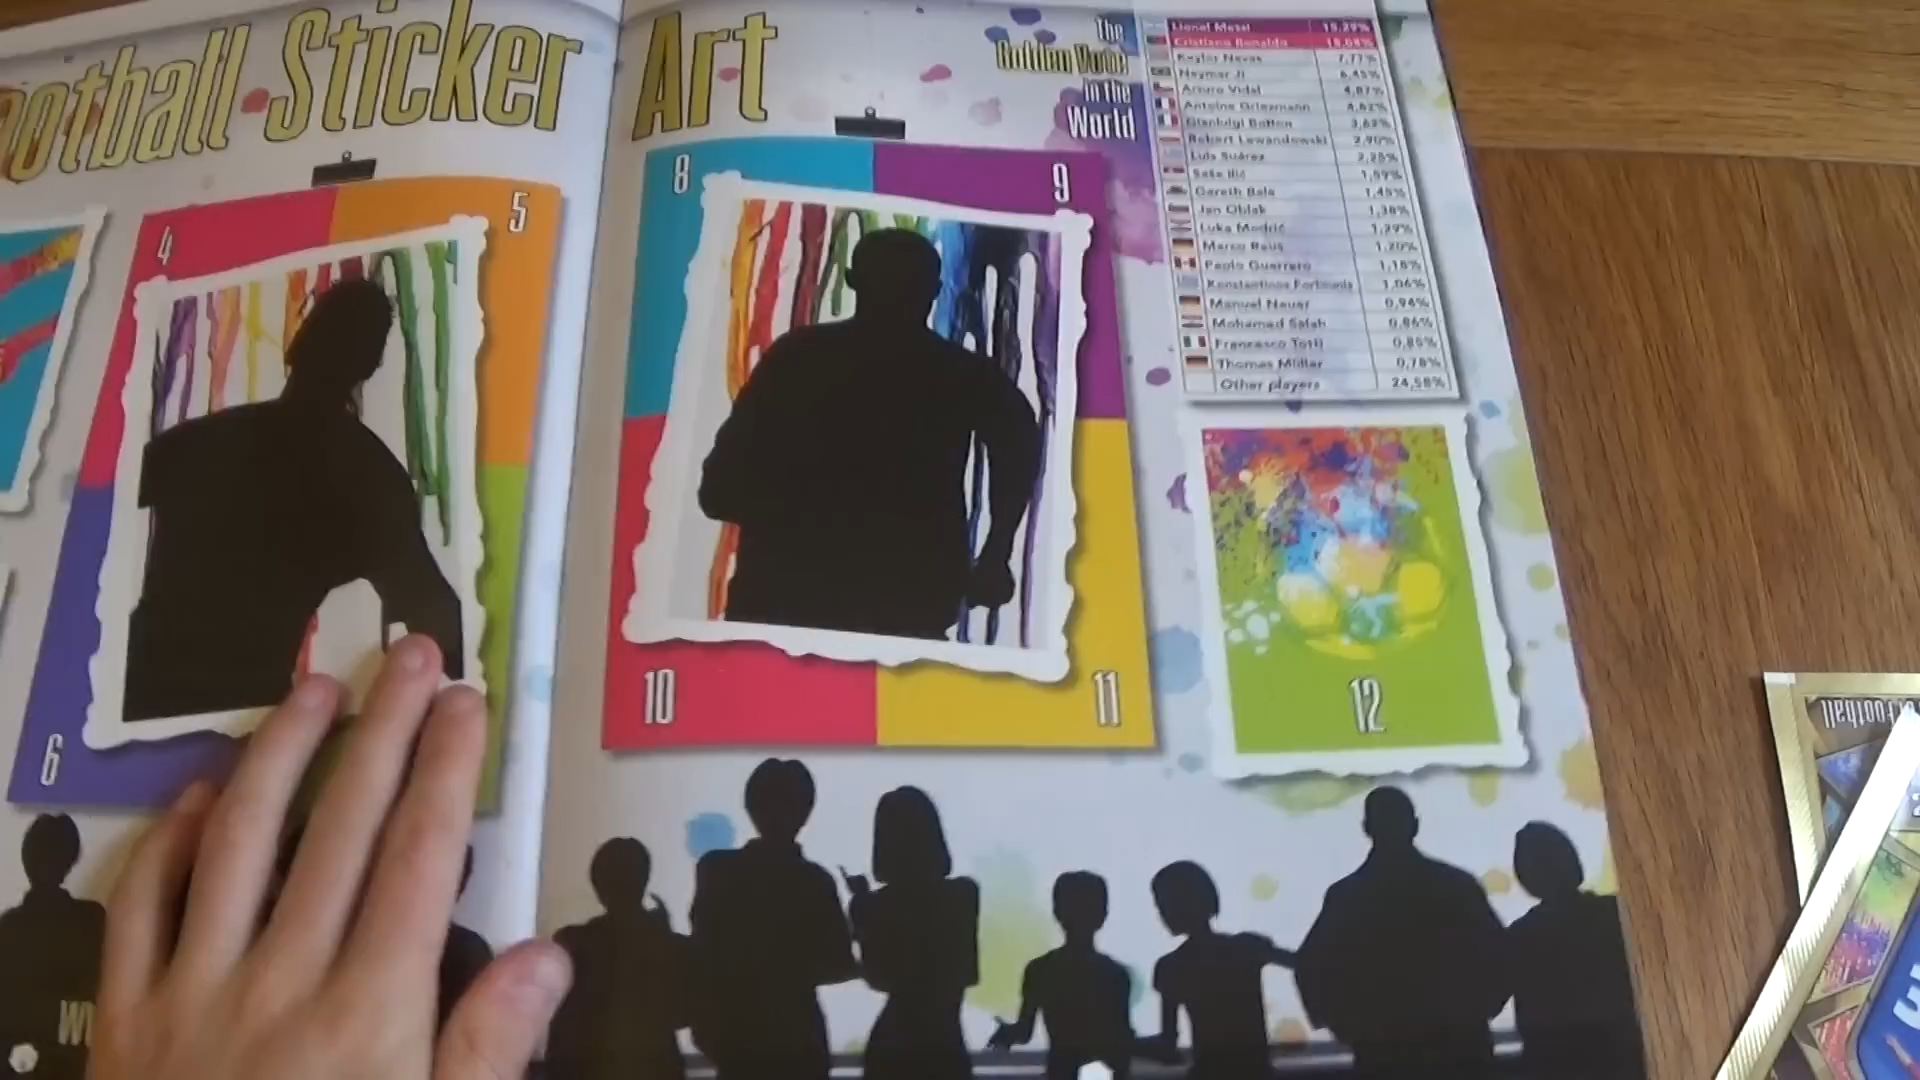 ootball Sticker
Art
The
Golden Vote
in the
World
Lionel Messi 15,29%
Cristiano Ronaldo 15,08%
Keylor Navas 7,77%
Neymar Jr 6,45%
Arturo Vidal 4,87%
Antoine Griezmann 4,62%
Gianluigi Buffon 3,62%
Robert Lewandowski 2,90%
Luis Suárez 2,25%
Saša Ilić 1,59%
Gareth Bale 1,45%
Jan Oblak 1,38%
Luka Modrić 1,29%
Marco Reus 1,20%
Paolo Guerrero 1,18%
Konstantinos Fortounis 1,06%
Manuel Neuer 0,94%
Mohamed Salah 0,86%
Francesco Totti 0,85%
Thomas Müller 0,78%
Other players 24,58%
4
5
6
8
9
10
11
12
Football